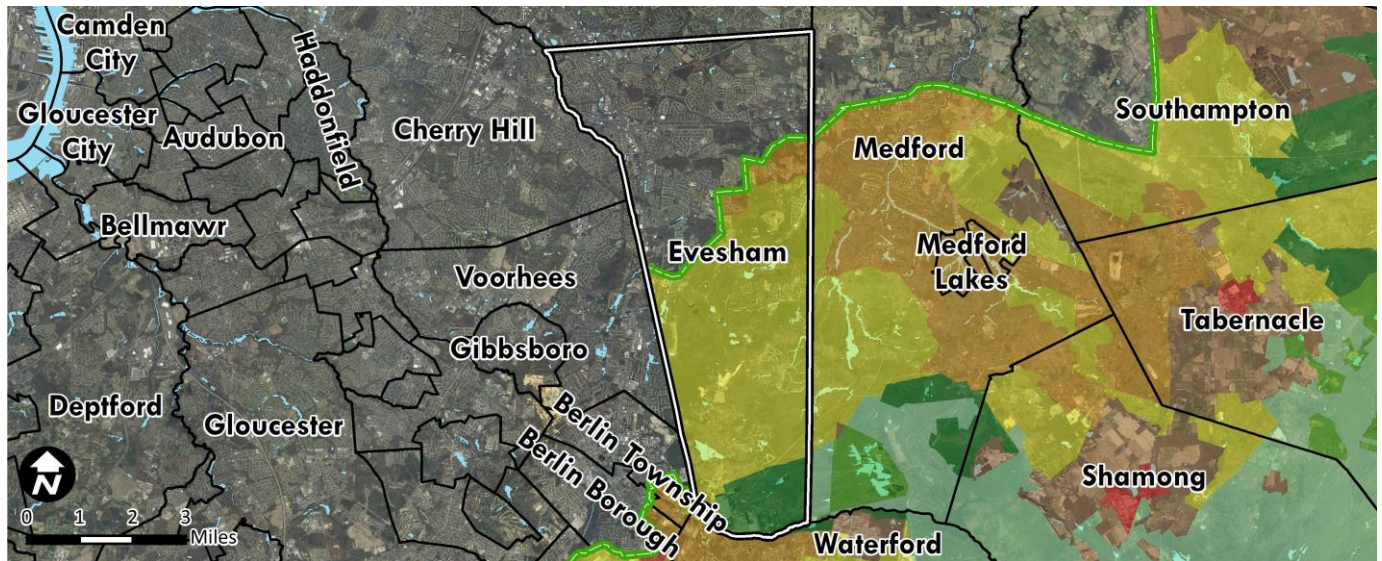 Camden
City
Haddonfield
Gloucester
City
Audubon
Cherry Hill
Bellmawr
Voorhees
Gibbsboro
Deptford
Gloucester
Berlin Township
Berlin Borough
Evesham
Medford
Medford
Lakes
Southampton
Tabernacle
Shamong
Waterford
N
0 1 2 3
Miles